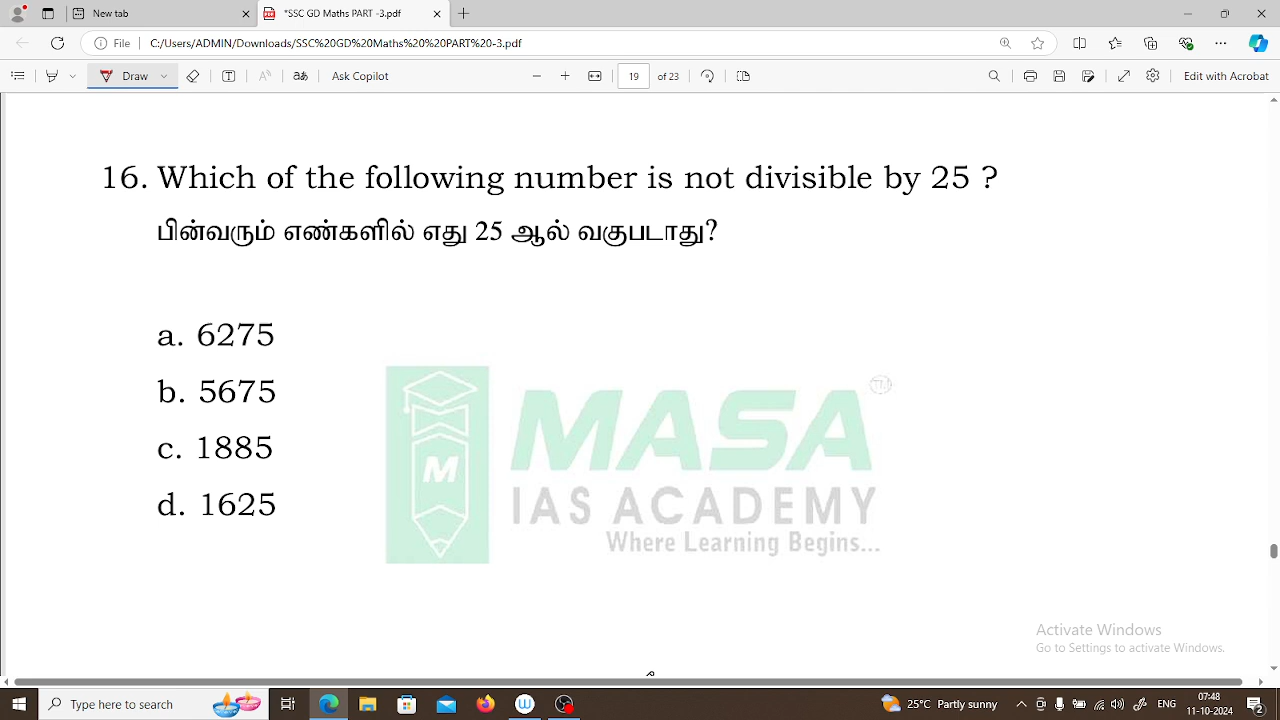 New tab
*SSC GD Maths PART -3.pdf
File
C:/Users/ADMIN/Downloads/SSC%20GD%20Maths%20%20PART%20-3.pdf
Draw
Ask Copilot
19 of 23
Edit with Acrobat
16. Which of the following number is not divisible by 25 ?
பின்வரும் எண்களில் எது 25 ஆல் வகுபடாது?
a. 6275
b. 5675
c. 1885
d. 1625
M
MASA
TM
IAS ACADEMY
Where Learning Begins...
Activate Windows
Go to Settings to activate Windows.
Type here to search
25°C Partly sunny
ENG
07:48
11-10-2024
2